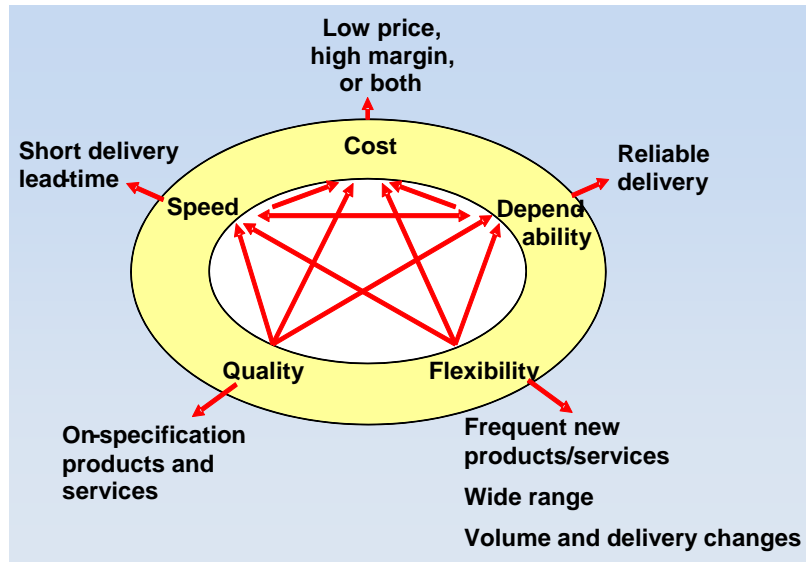 Low price,
high margin,
or both
Cost
Short delivery
lead-time
Reliable
delivery
Speed
Depend
ability
Quality
Flexibility
On-specification
products and
services
Frequent new
products/services
Wide range
Volume and delivery changes